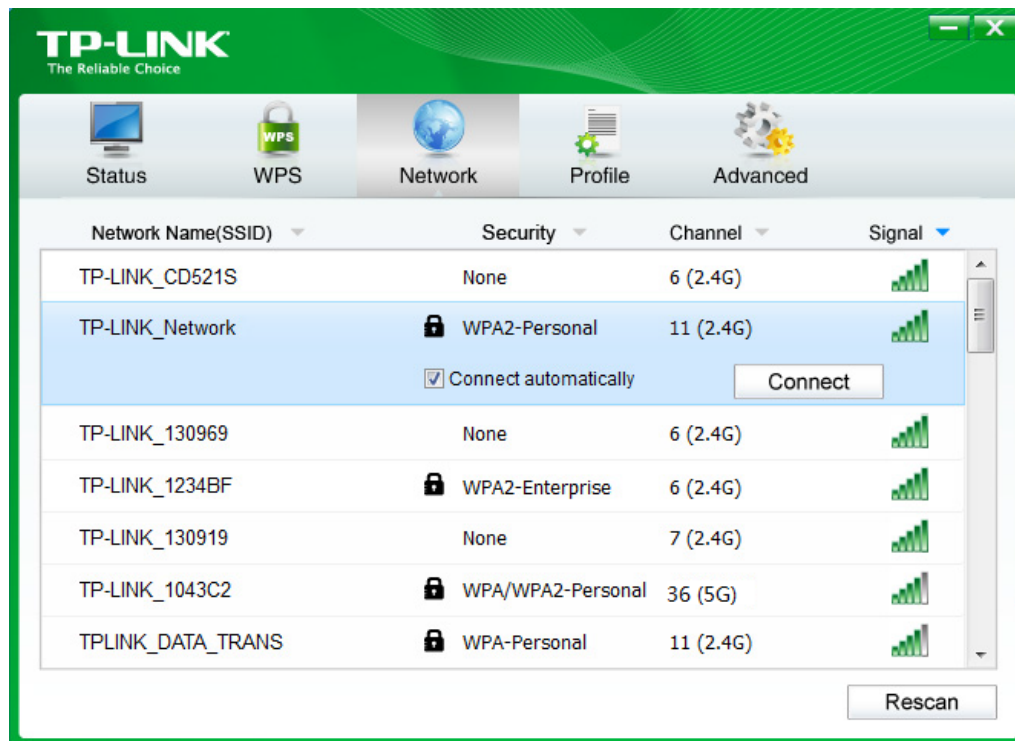 TP-LINK
The Reliable Choice
WPS
Status WPS Network Profile Advanced
Network Name(SSID) Security Channel Signal
TP-LINK_CD521S None 6 (2.4G)
TP-LINK_Network WPA2-Personal 11 (2.4G)
Connect automatically Connect
TP-LINK_130969 None 6 (2.4G)
TP-LINK_1234BF WPA2-Enterprise 6 (2.4G)
TP-LINK_130919 None 7 (2.4G)
TP-LINK_1043C2 WPA/WPA2-Personal 36 (5G)
TPLINK_DATA_TRANS WPA-Personal 11 (2.4G)
Rescan